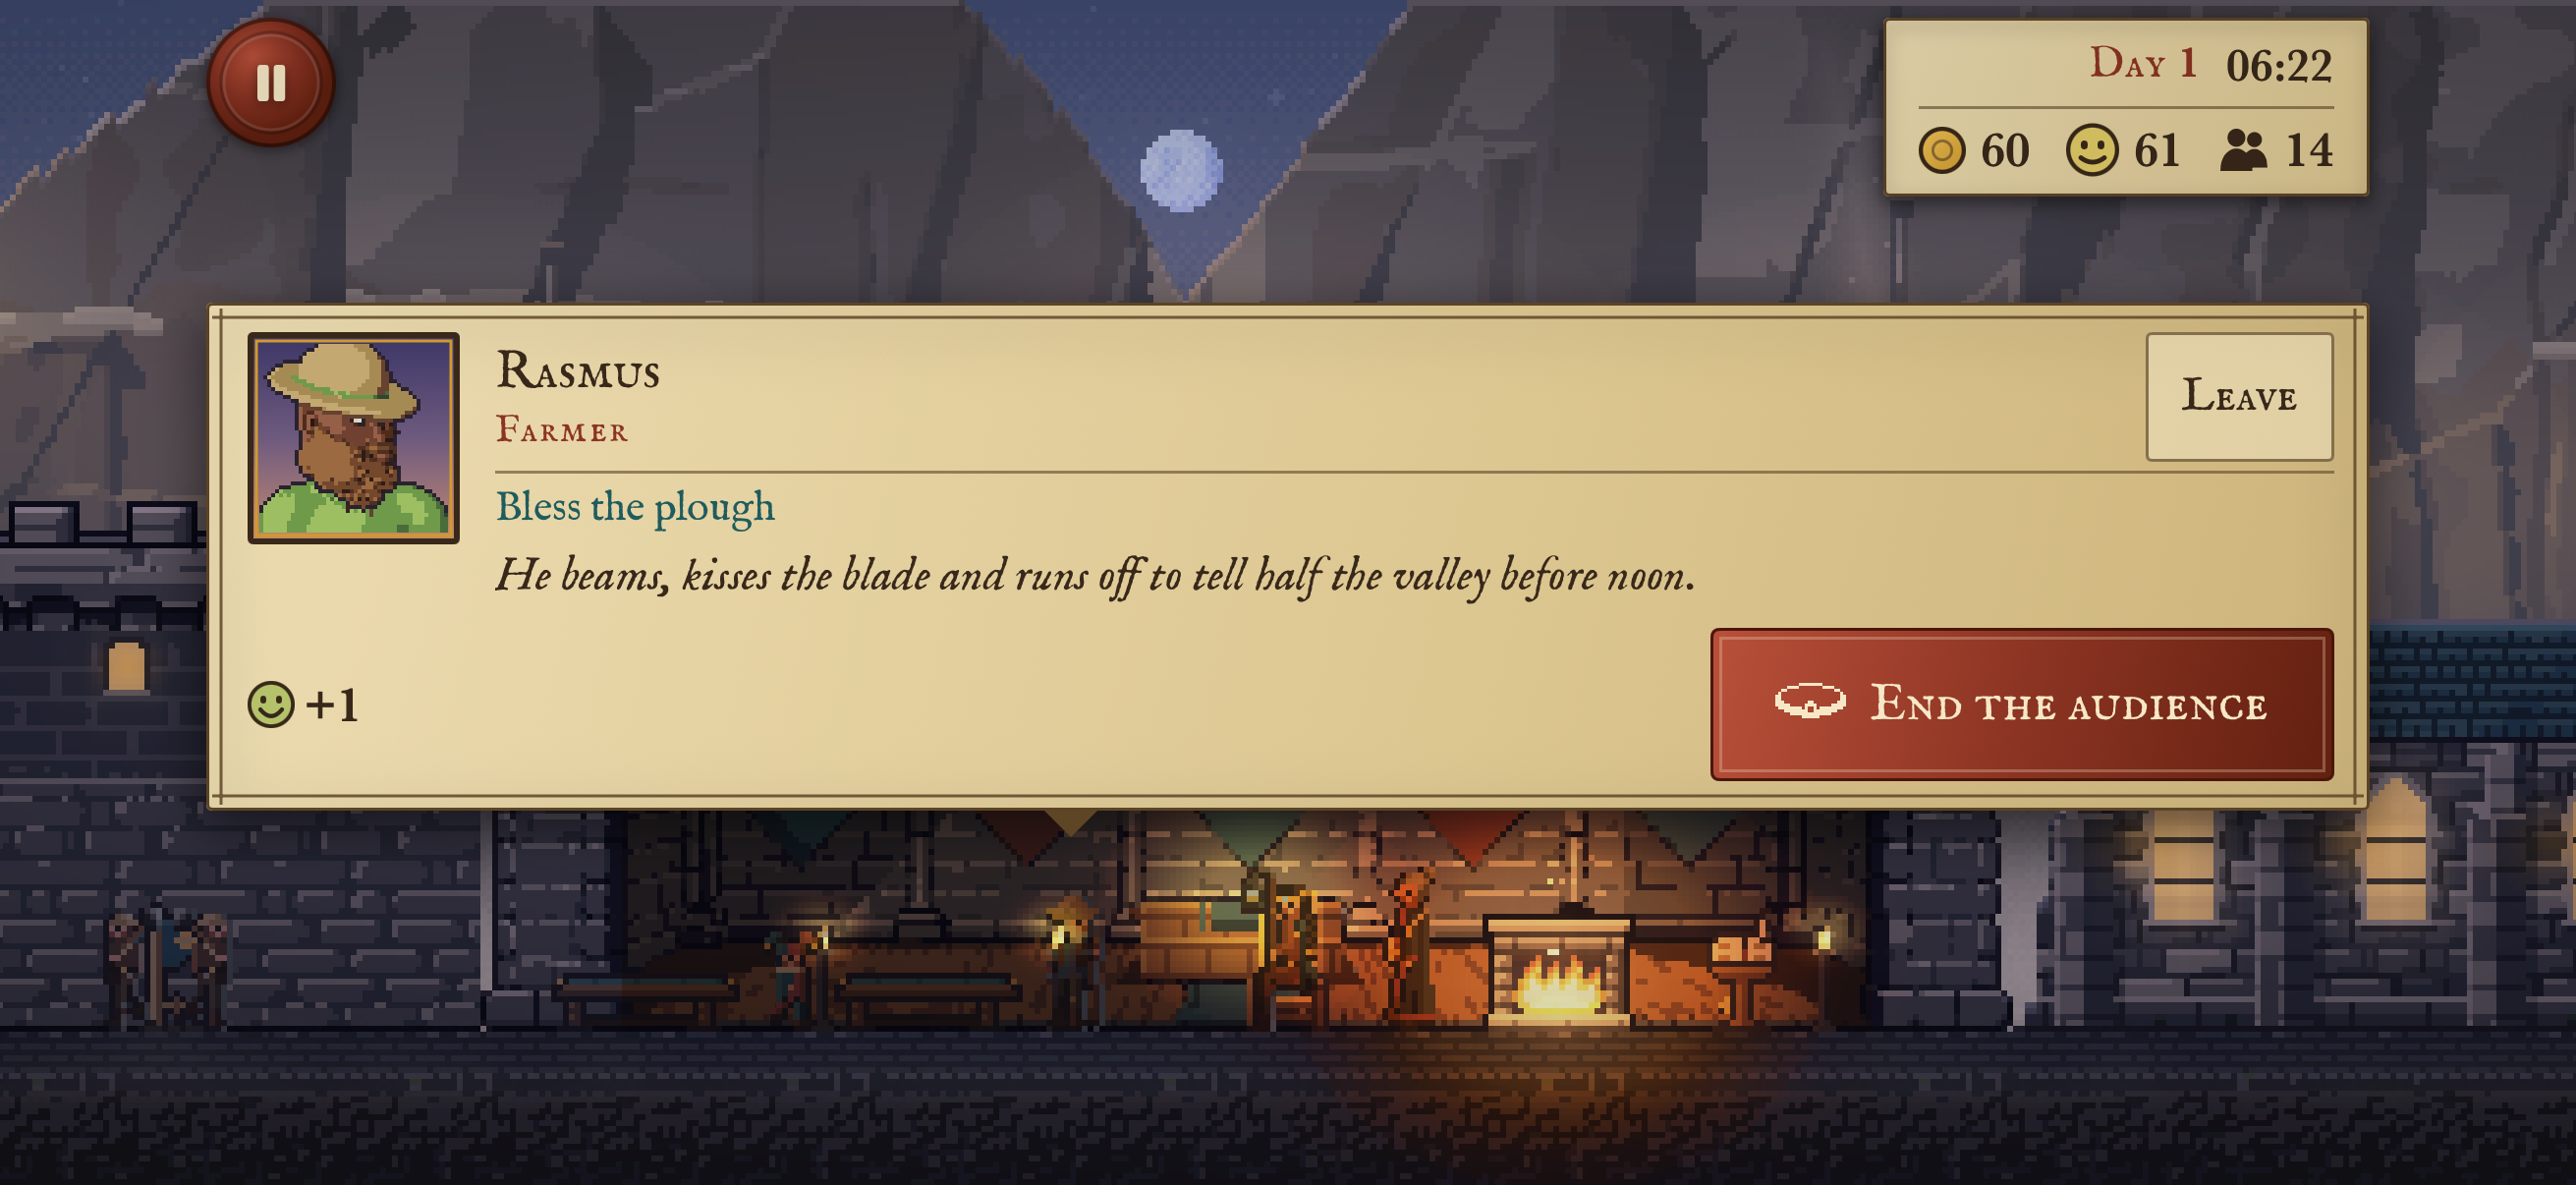 Day 1 06:22
60 61 14
Rasmus
Leave
Farmer
Bless the plough
He beams, kisses the blade and runs off to tell half the valley before noon.
+1
End the audience